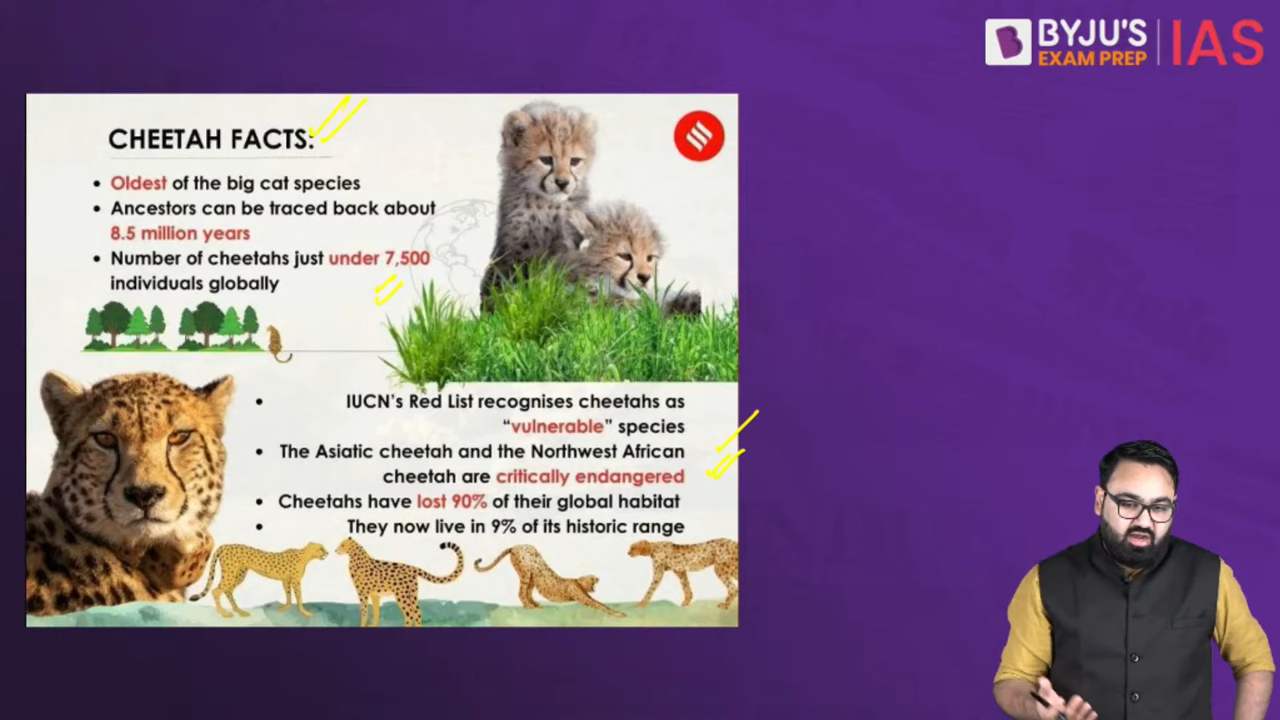 BYJU'S
EXAM PREP
IAS
CHEETAH FACTS:
• Oldest of the big cat species
• Ancestors can be traced back about
8.5 million years
• Number of cheetahs just under 7,500
individuals globally
• IUCN's Red List recognises cheetahs as
"vulnerable" species
• The Asiatic cheetah and the Northwest African
cheetah are critically endangered
• Cheetahs have lost 90% of their global habitat
• They now live in 9% of its historic range